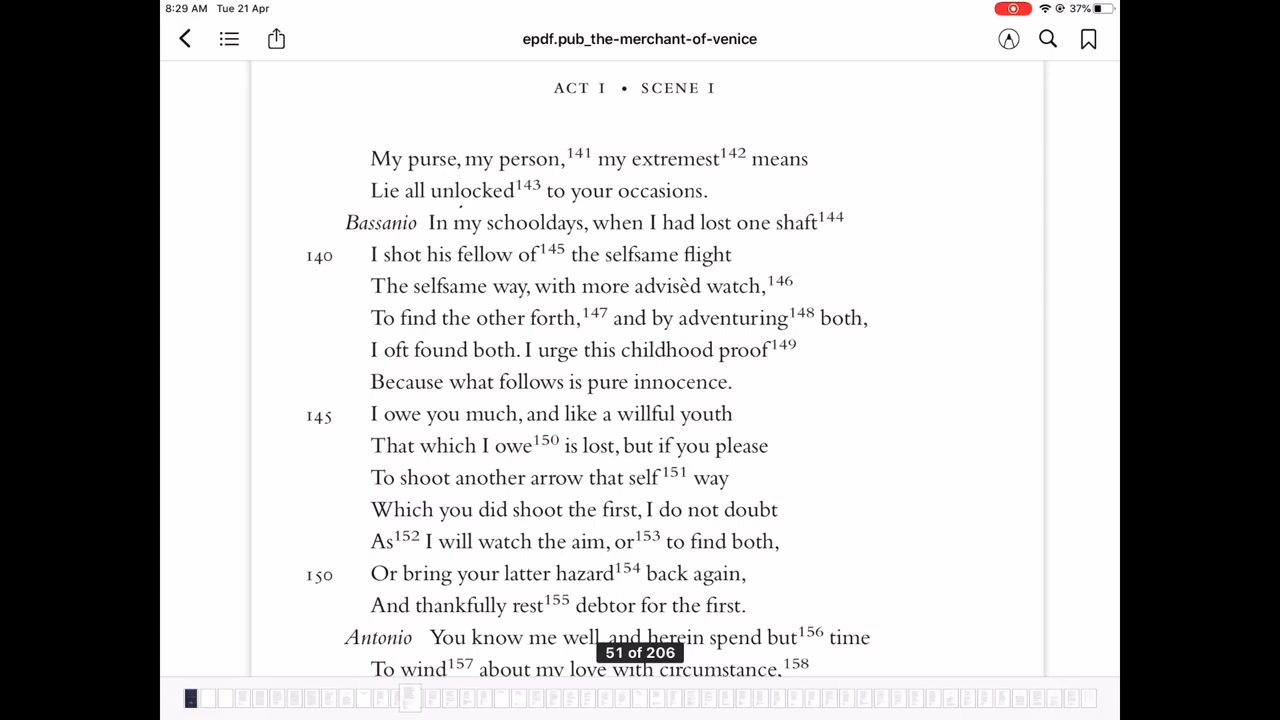 8:29 AM Tue 21 Apr 37%
epdf.pub_the-merchant-of-venice
ACT I • SCENE I
My purse, my person,141 my extremest142 means
Lie all unlocked143 to your occasions.
Bassanio In my schooldays, when I had lost one shaft144
140 I shot his fellow of145 the selfsame flight
The selfsame way, with more advisèd watch,146
To find the other forth,147 and by adventuring148 both,
I oft found both. I urge this childhood proof149
Because what follows is pure innocence.
145 I owe you much, and like a willful youth
That which I owe150 is lost, but if you please
To shoot another arrow that self151 way
Which you did shoot the first, I do not doubt
As152 I will watch the aim, or153 to find both,
150 Or bring your latter hazard154 back again,
And thankfully rest155 debtor for the first.
Antonio You know me well, and herein spend but156 time
To wind157 about my love with circumstance,158
51 of 206